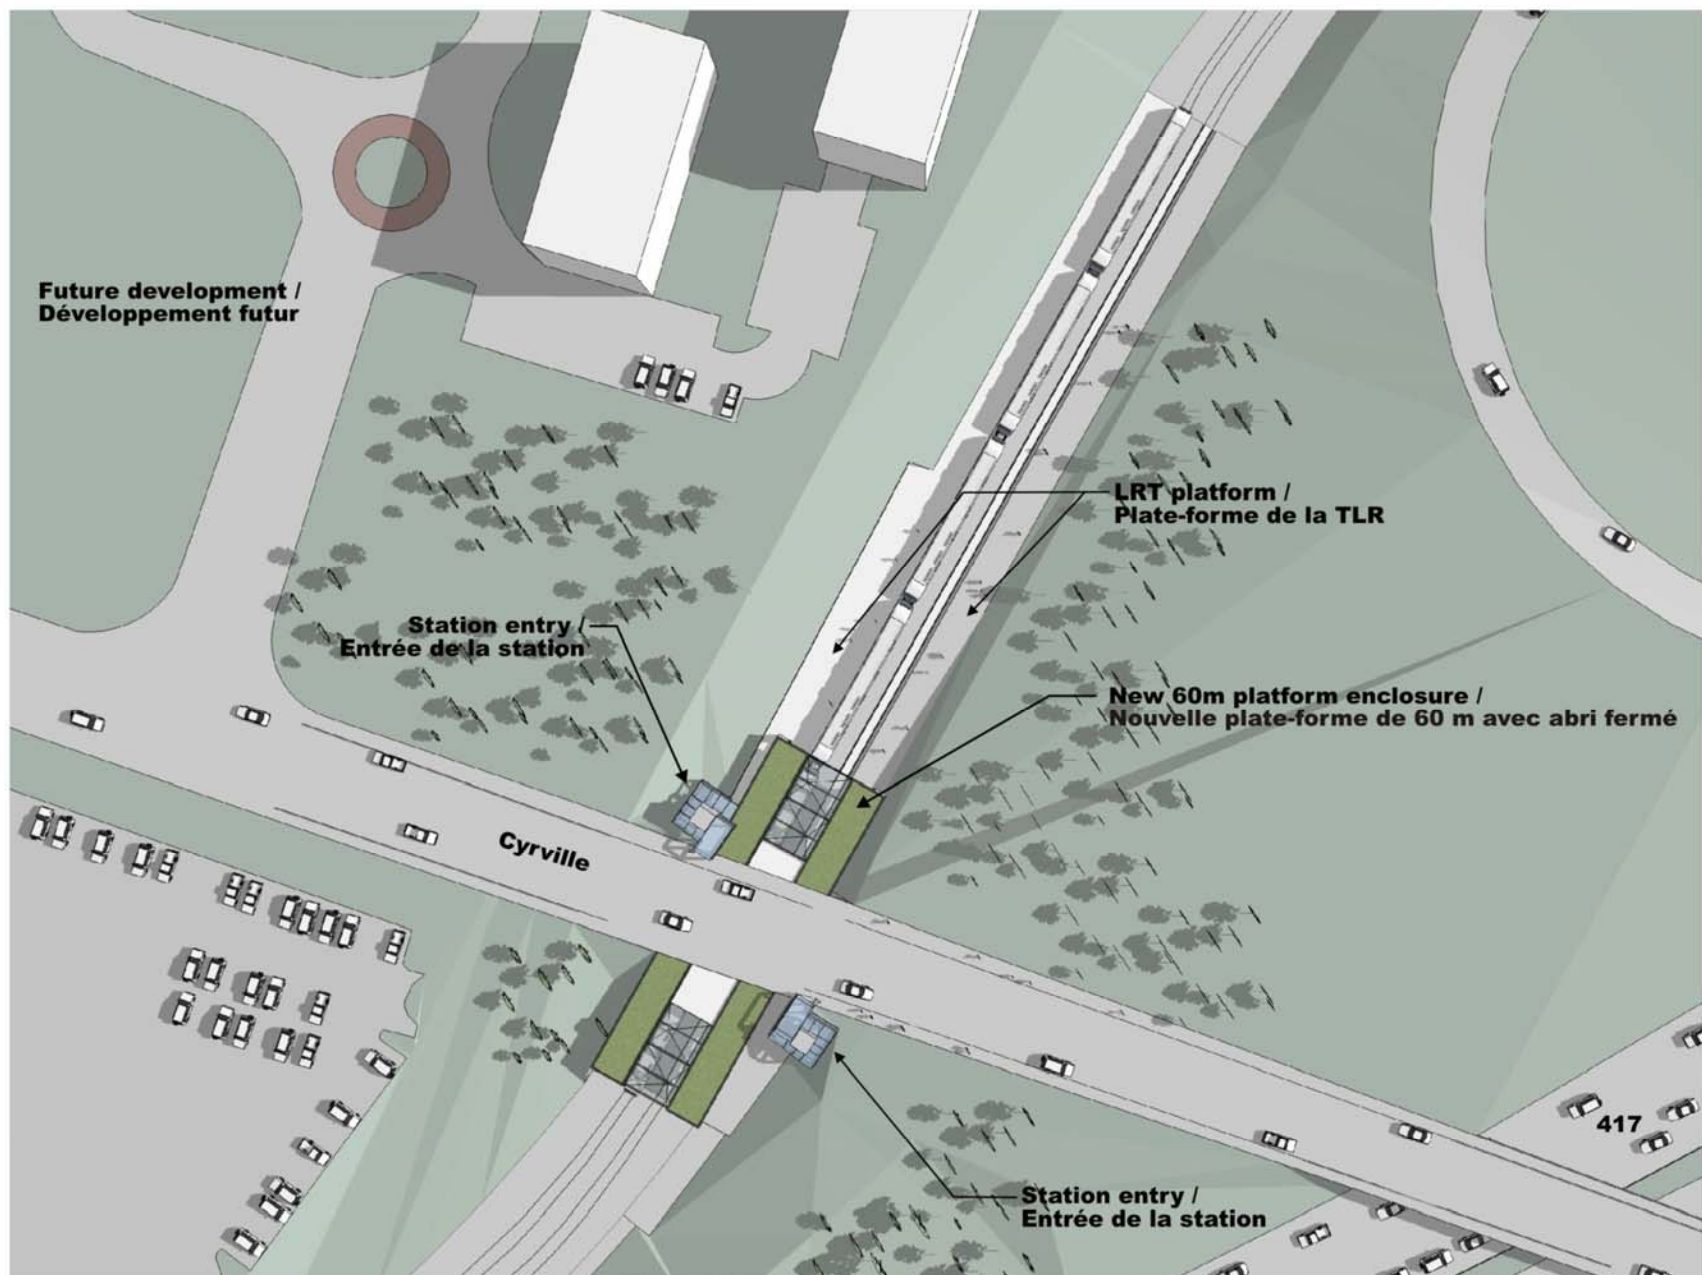 Future development /
Développement futur
LRT platform /
Plate-forme de la TLR
Station entry /
Entrée de la station
New 60m platform enclosure /
Nouvelle plate-forme de 60 m avec abri fermé
Cyrville
417
Station entry /
Entrée de la station